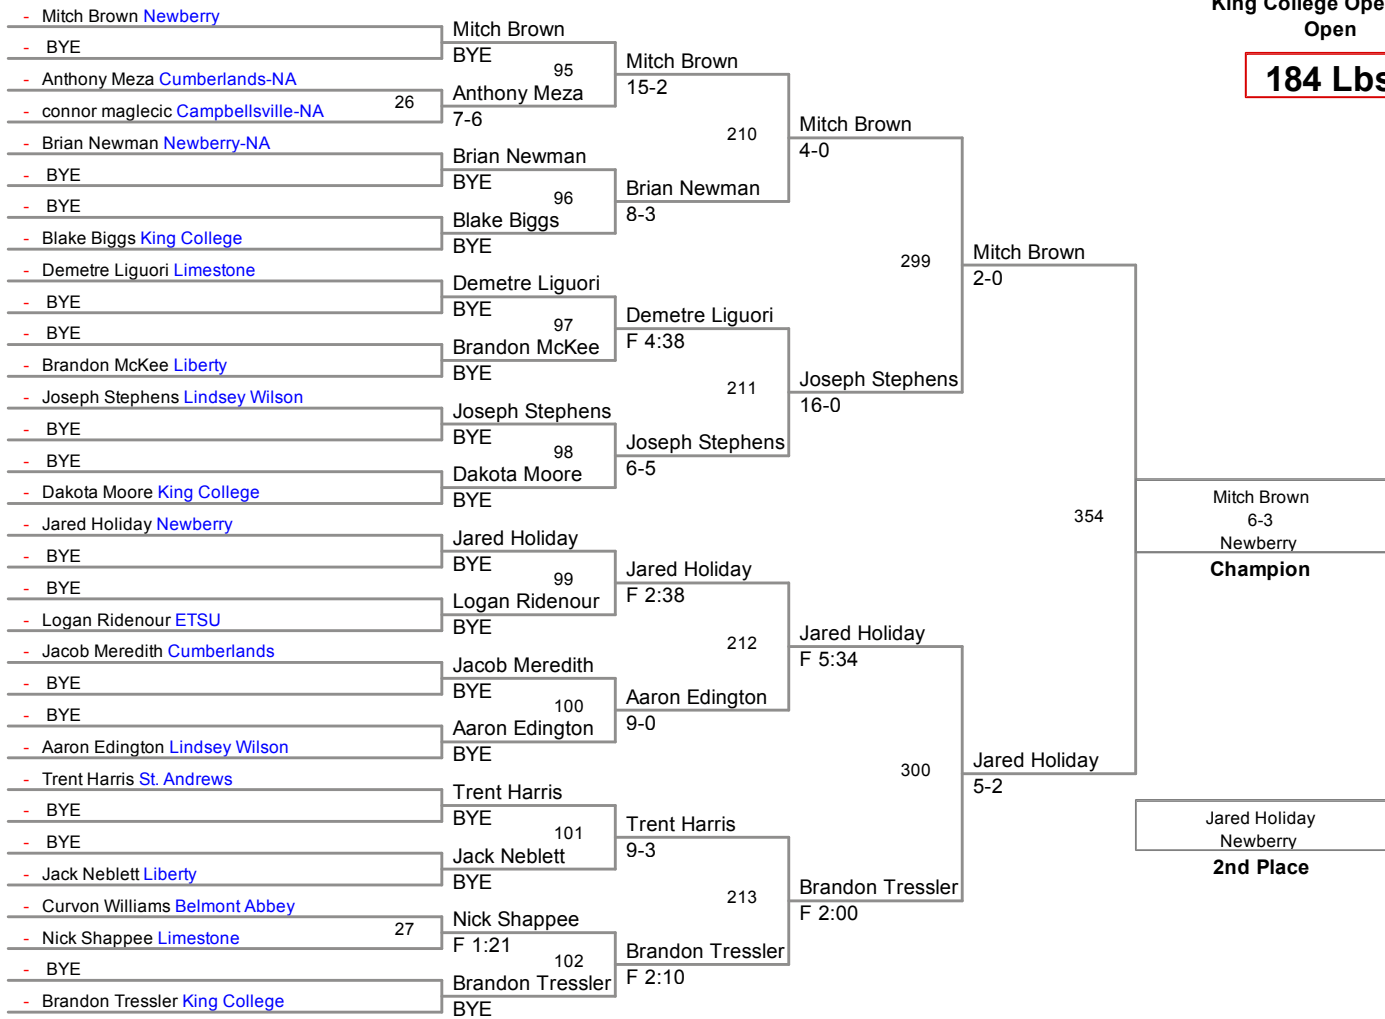 King College Ope
Open
184 Lbs
- Mitch Brown Newberry
- BYE
- Anthony Meza Cumberlands-NA
- connor maglecic Campbellsville-NA
- Brian Newman Newberry-NA
- BYE
- BYE
- Blake Biggs King College
- Demetre Liguori Limestone
- BYE
- BYE
- Brandon McKee Liberty
- Joseph Stephens Lindsey Wilson
- BYE
- BYE
- Dakota Moore King College
- Jared Holiday Newberry
- BYE
- BYE
- Logan Ridenour ETSU
- Jacob Meredith Cumberlands
- BYE
- BYE
- Aaron Edington Lindsey Wilson
- Trent Harris St. Andrews
- BYE
- BYE
- Jack Neblett Liberty
- Curvon Williams Belmont Abbey
- Nick Shappee Limestone
- BYE
- Brandon Tressler King College
26
27
Mitch Brown
BYE
95
Anthony Meza
7-6
Brian Newman
BYE
96
Blake Biggs
BYE
Demetre Liguori
BYE
97
Brandon McKee
BYE
Joseph Stephens
BYE
98
Dakota Moore
BYE
Jared Holiday
BYE
99
Logan Ridenour
BYE
Jacob Meredith
BYE
100
Aaron Edington
BYE
Trent Harris
BYE
101
Jack Neblett
BYE
Nick Shappee
F 1:21
102
Brandon Tressler
BYE
Mitch Brown
15-2
210
Brian Newman
8-3
Demetre Liguori
F 4:38
211
Joseph Stephens
6-5
Jared Holiday
F 2:38
212
Aaron Edington
9-0
Trent Harris
9-3
213
Brandon Tressler
F 2:10
Mitch Brown
4-0
299
Joseph Stephens
16-0
Jared Holiday
F 5:34
300
Brandon Tressler
F 2:00
Mitch Brown
2-0
354
Jared Holiday
5-2
Mitch Brown
6-3
Newberry
Champion
Jared Holiday
Newberry
2nd Place